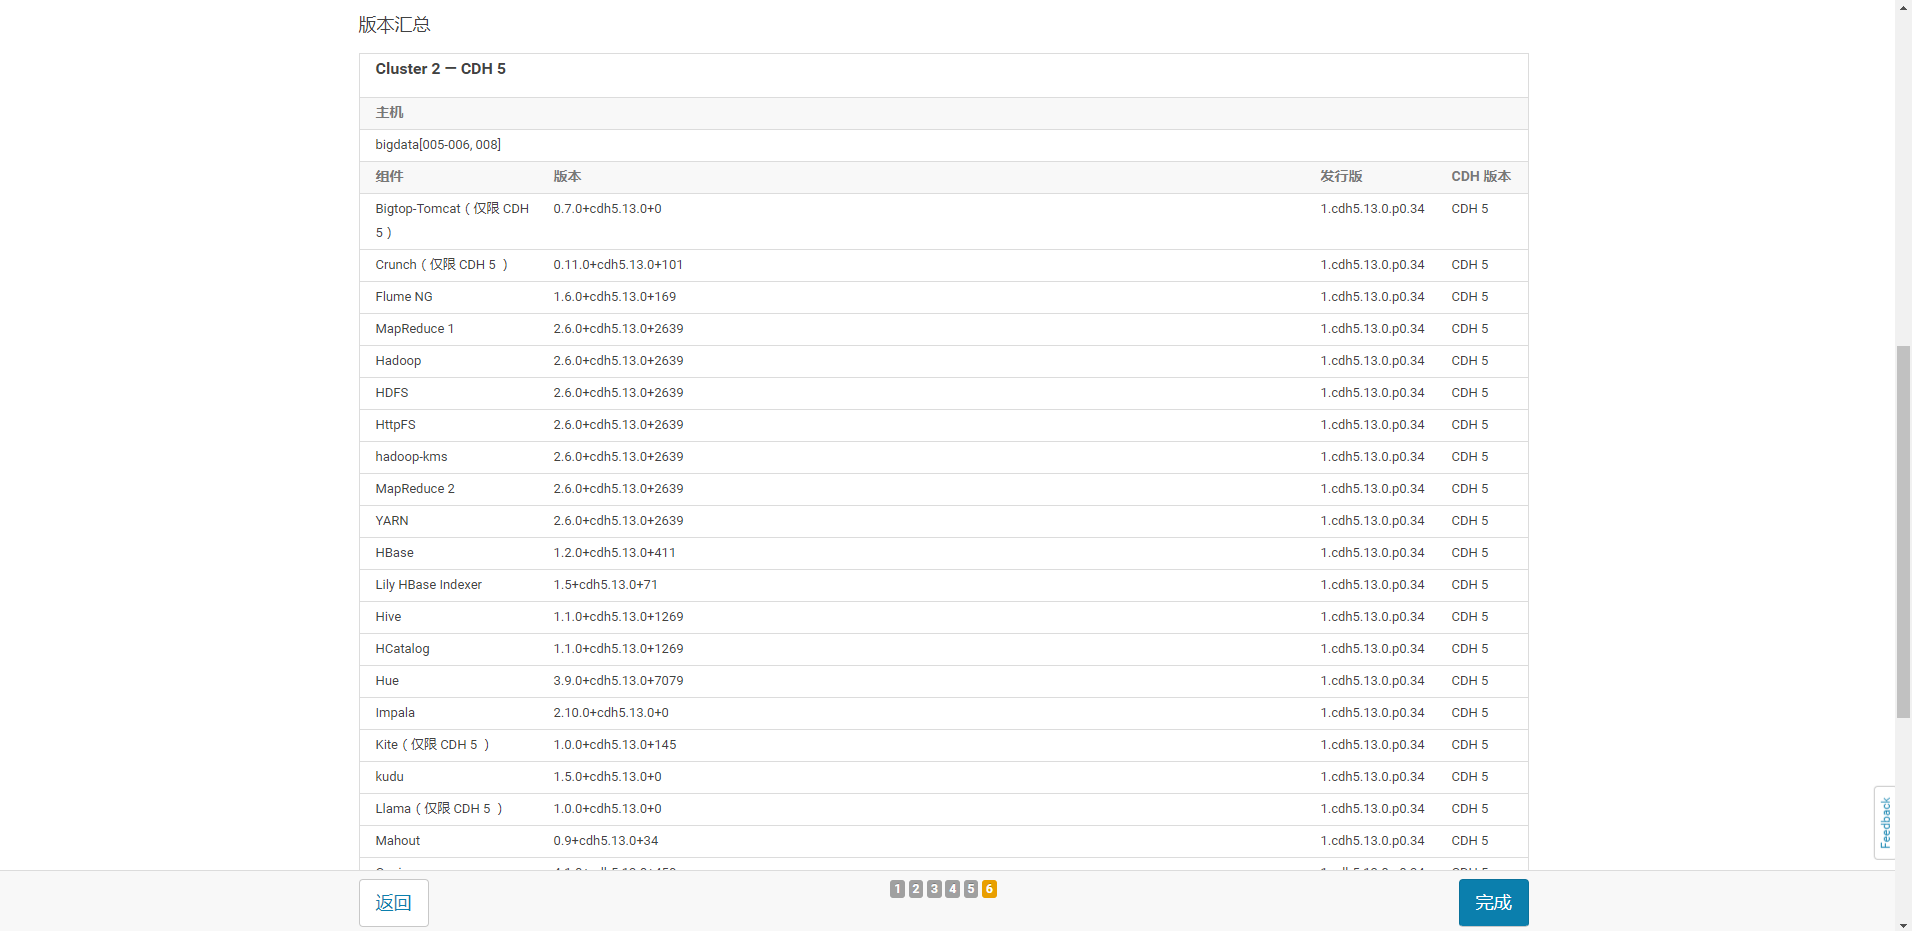 版本汇总
Cluster 2 — CDH 5
主机
bigdata[005-006, 008]
组件 版本 发行版 CDH 版本
Bigtop-Tomcat（仅限 CDH 0.7.0+cdh5.13.0+0 1.cdh5.13.0.p0.34 CDH 5
5）
Crunch（仅限 CDH 5 ） 0.11.0+cdh5.13.0+101 1.cdh5.13.0.p0.34 CDH 5
Flume NG 1.6.0+cdh5.13.0+169 1.cdh5.13.0.p0.34 CDH 5
MapReduce 1 2.6.0+cdh5.13.0+2639 1.cdh5.13.0.p0.34 CDH 5
Hadoop 2.6.0+cdh5.13.0+2639 1.cdh5.13.0.p0.34 CDH 5
HDFS 2.6.0+cdh5.13.0+2639 1.cdh5.13.0.p0.34 CDH 5
HttpFS 2.6.0+cdh5.13.0+2639 1.cdh5.13.0.p0.34 CDH 5
hadoop-kms 2.6.0+cdh5.13.0+2639 1.cdh5.13.0.p0.34 CDH 5
MapReduce 2 2.6.0+cdh5.13.0+2639 1.cdh5.13.0.p0.34 CDH 5
YARN 2.6.0+cdh5.13.0+2639 1.cdh5.13.0.p0.34 CDH 5
HBase 1.2.0+cdh5.13.0+411 1.cdh5.13.0.p0.34 CDH 5
Lily HBase Indexer 1.5+cdh5.13.0+71 1.cdh5.13.0.p0.34 CDH 5
Hive 1.1.0+cdh5.13.0+1269 1.cdh5.13.0.p0.34 CDH 5
HCatalog 1.1.0+cdh5.13.0+1269 1.cdh5.13.0.p0.34 CDH 5
Hue 3.9.0+cdh5.13.0+7079 1.cdh5.13.0.p0.34 CDH 5
Impala 2.10.0+cdh5.13.0+0 1.cdh5.13.0.p0.34 CDH 5
Kite（仅限 CDH 5 ） 1.0.0+cdh5.13.0+145 1.cdh5.13.0.p0.34 CDH 5
kudu 1.5.0+cdh5.13.0+0 1.cdh5.13.0.p0.34 CDH 5
Llama（仅限 CDH 5 ） 1.0.0+cdh5.13.0+0 1.cdh5.13.0.p0.34 CDH 5
Mahout 0.9+cdh5.13.0+34 1.cdh5.13.0.p0.34 CDH 5
Feedback
返回 1 2 3 4 5 6 完成